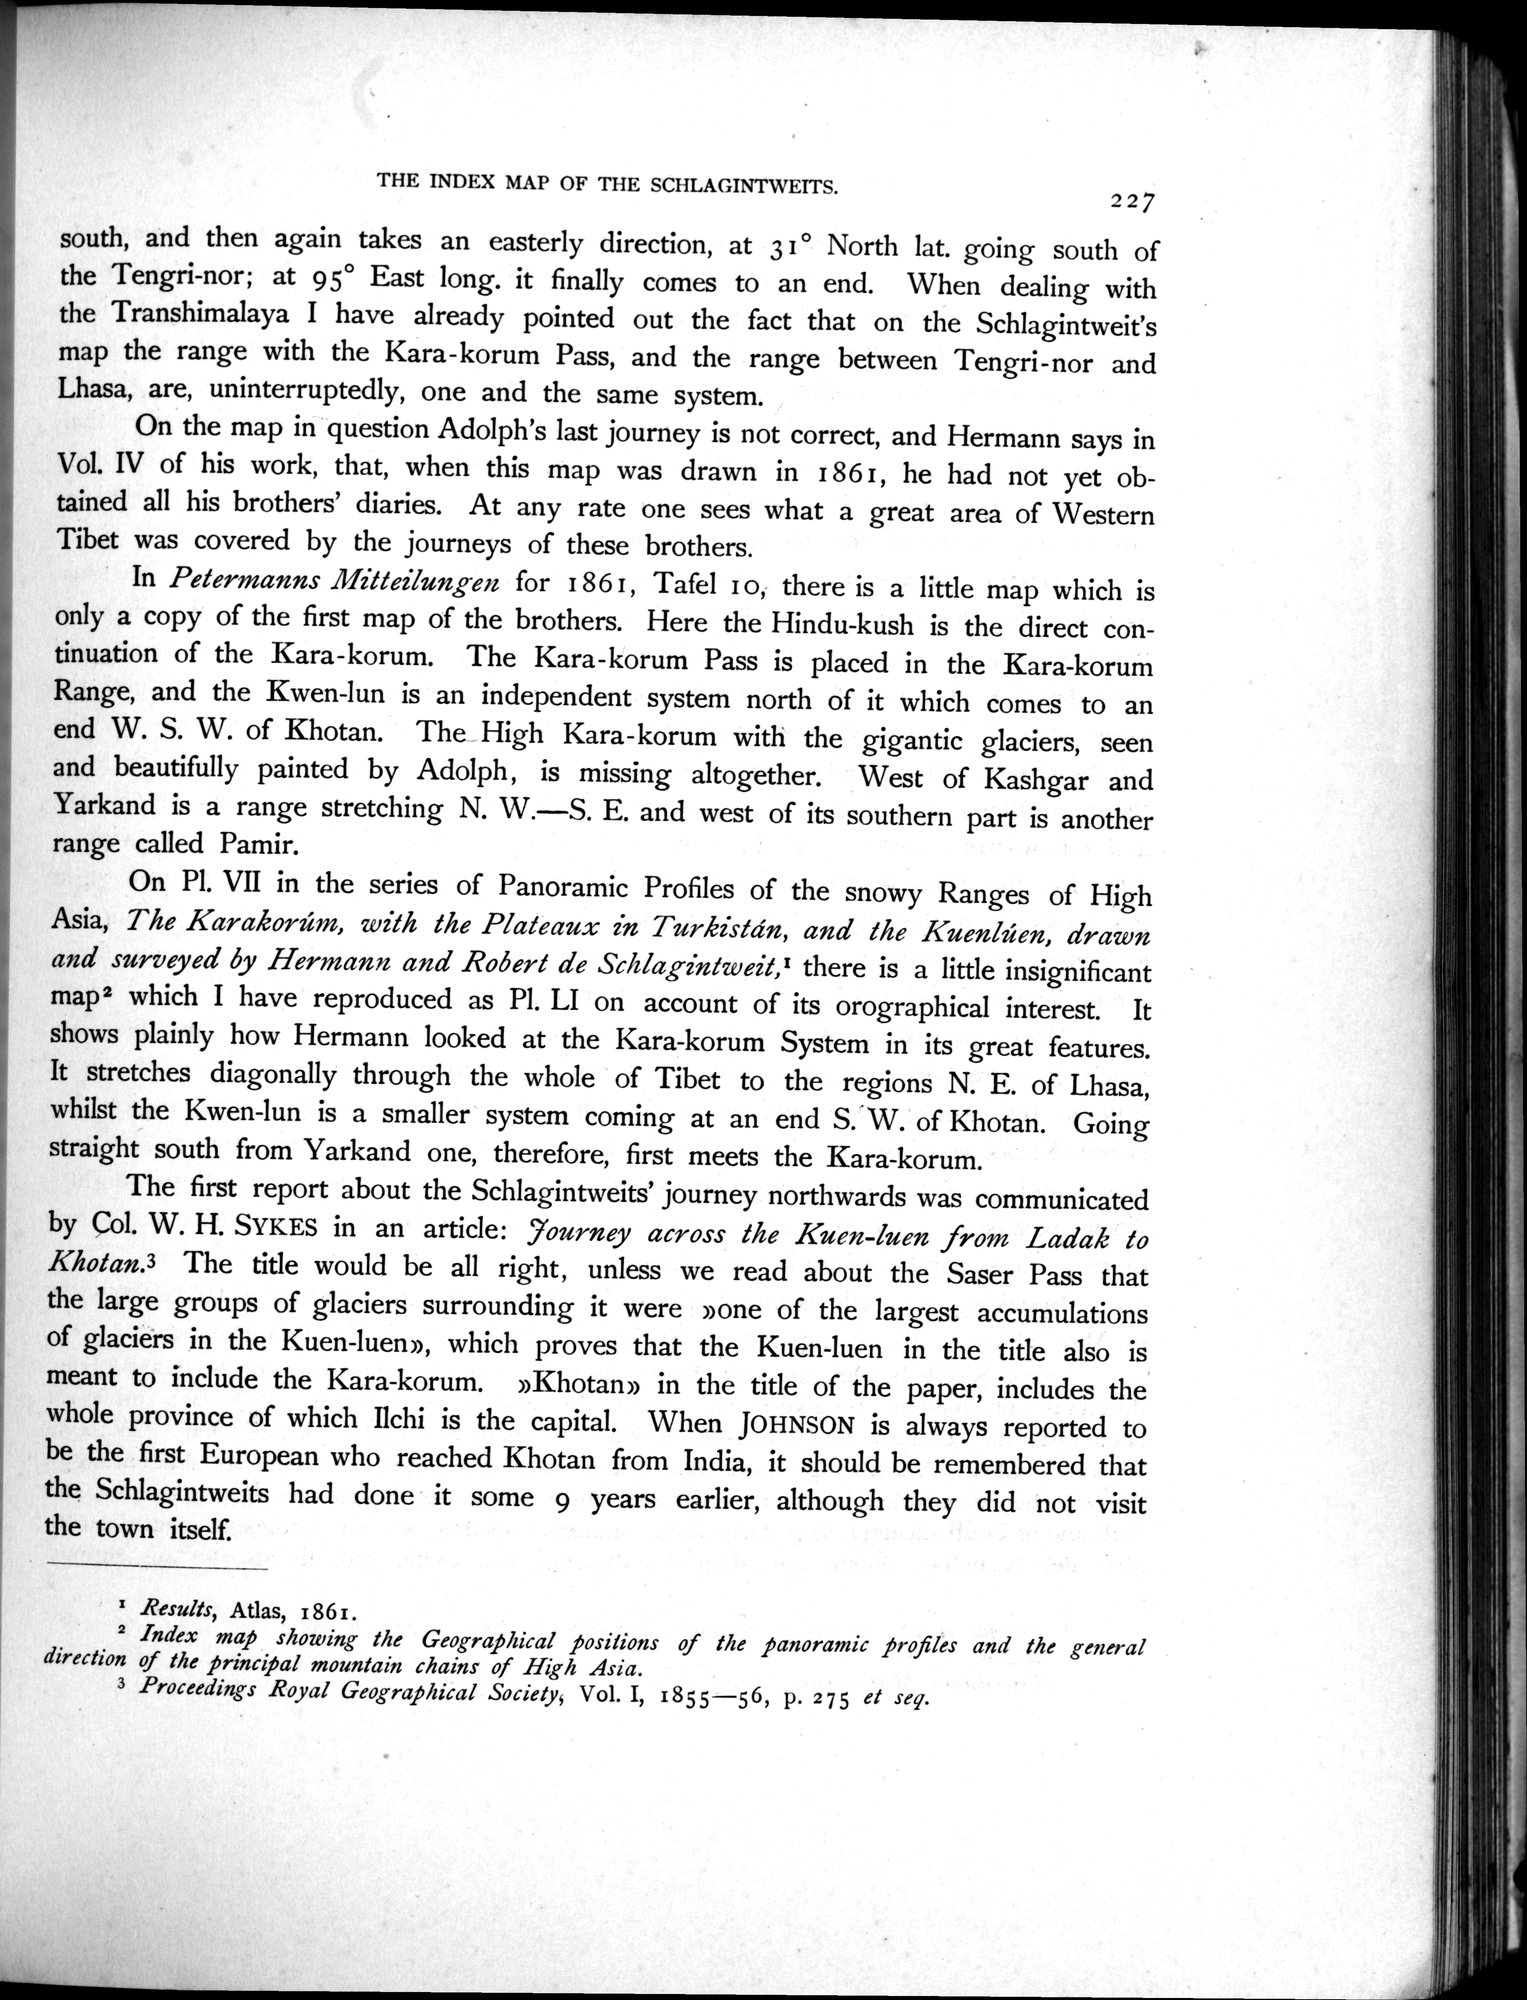 THE INDEX MAP OF THE SCHLAGINTWEITS.
227
south, and then again takes an easterly direction, at 31° North lat. going south of
the Tengri-nor; at 95° East long. it finally comes to an end. When dealing with
the Transhimalaya I have already pointed out the fact that on the Schlagintweit's
map the range with the Kara-korum Pass, and the range between Tengri-nor and
Lhasa, are, uninterruptedly, one and the same system.
On the map in question Adolph's last journey is not correct, and Hermann says in
Vol. IV of his work, that, when this map was drawn in 1861, he had not yet ob-
tained all his brothers' diaries. At any rate one sees what a great area of Western
Tibet was covered by the journeys of these brothers.
In Petermanns Mitteilungen for 1861, Tafel 10, there is a little map which is
only a copy of the first map of the brothers. Here the Hindu-kush is the direct con-
tinuation of the Kara-korum. The Kara-korum Pass is placed in the Kara-korum
Range, and the Kwen-lun is an independent system north of it which comes to an
end W. S. W. of Khotan. The High Kara-korum with the gigantic glaciers, seen
and beautifully painted by Adolph, is missing altogether. West of Kashgar and
Yarkand is a range stretching N. W.—S. E. and west of its southern part is another
range called Pamir.
On Pl. VII in the series of Panoramic Profiles of the snowy Ranges of High
Asia, The Karakorúm, with the Plateaux in Turkistán, and the Kuenlúen, drawn
and surveyed by Hermann and Robert de Schlagintweit,¹ there is a little insignificant
map² which I have reproduced as Pl. LI on account of its orographical interest. It
shows plainly how Hermann looked at the Kara-korum System in its great features.
It stretches diagonally through the whole of Tibet to the regions N. E. of Lhasa,
whilst the Kwen-lun is a smaller system coming at an end S. W. of Khotan. Going
straight south from Yarkand one, therefore, first meets the Kara-korum.
The first report about the Schlagintweits' journey northwards was communicated
by Col. W. H. SYKES in an article: Journey across the Kuen-luen from Ladak to
Khotan.³ The title would be all right, unless we read about the Saser Pass that
the large groups of glaciers surrounding it were »one of the largest accumulations
of glaciers in the Kuen-luen», which proves that the Kuen-luen in the title also is
meant to include the Kara-korum. »Khotan» in the title of the paper, includes the
whole province of which Ilchi is the capital. When JOHNSON is always reported to
be the first European who reached Khotan from India, it should be remembered that
the Schlagintweits had done it some 9 years earlier, although they did not visit
the town itself.
¹ Results, Atlas, 1861.
² Index map showing the Geographical positions of the panoramic profiles and the general
direction of the principal mountain chains of High Asia.
³ Proceedings Royal Geographical Society, Vol. I, 1855—56, p. 275 et seq.